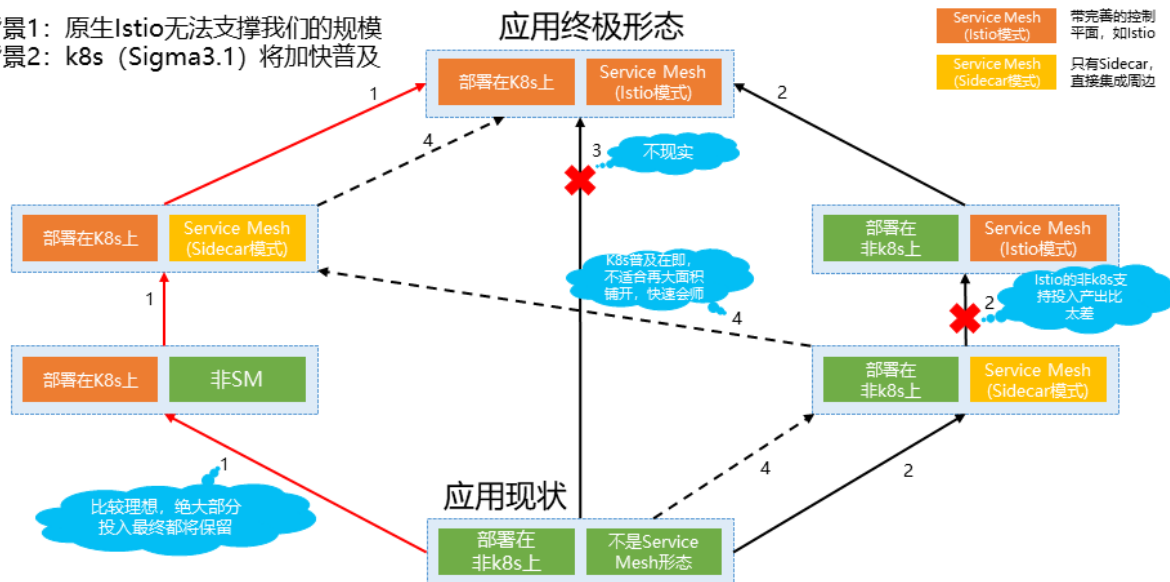 景1：原生Istio无法支撑我们的规模
景2：k8s（Sigma3.1）将加快普及
应用终极形态
Service Mesh
(Istio模式)
带完善的控制
平面，如Istio
Service Mesh
(Sidecar模式)
只有Sidecar，
直接集成周边
部署在K8s上
Service Mesh
(Istio模式)
1
2
4
3
不现实
部署在K8s上
Service Mesh
(Sidecar模式)
部署在
非k8s上
Service Mesh
(Istio模式)
K8s普及在即，
不适合再大面积
铺开，快速会师
Istio的非k8s支
持投入产出比
太差
1
2
4
部署在K8s上
非SM
部署在
非k8s上
Service Mesh
(Sidecar模式)
1
4
2
比较理想，绝大部分
投入最终都将保留
应用现状
部署在
非k8s上
不是Service
Mesh形态